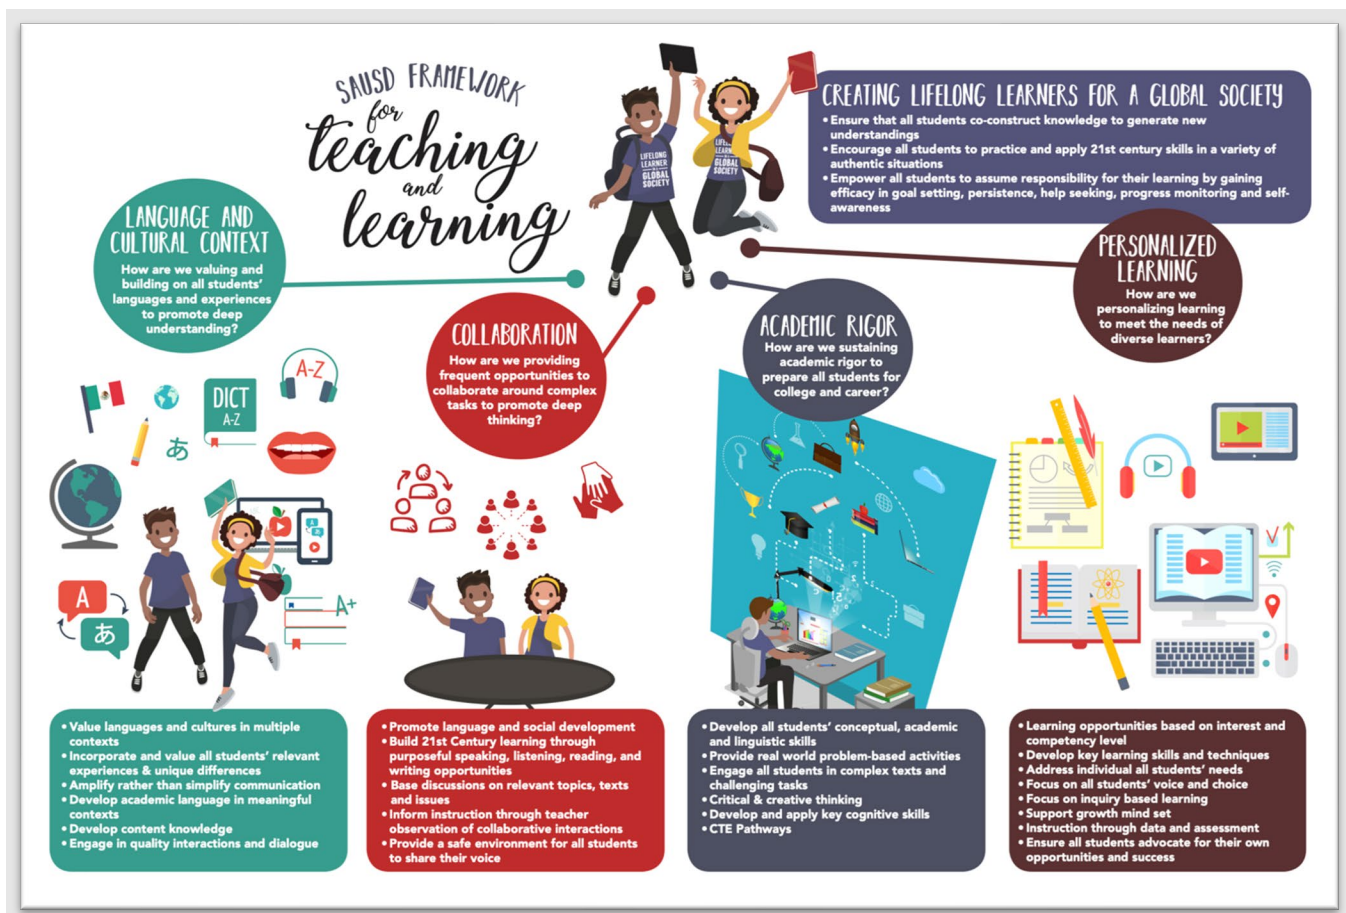 SAUSD FRAMEWORK
for
teaching
and
learning
CREATING LIFELONG LEARNERS FOR A GLOBAL SOCIETY
• Ensure that all students co-construct knowledge to generate new
understandings
• Encourage all students to practice and apply 21st century skills in a variety of
authentic situations
• Empower all students to assume responsibility for their learning by gaining
efficacy in goal setting, persistence, help seeking, progress monitoring and self-
awareness
LIFELONG
LEARNER
GLOBAL
SOCIETY
GLOBAL
SOCIETY
LANGUAGE AND
CULTURAL CONTEXT
How are we valuing and
building on all students'
languages and experiences
to promote deep
understanding?
COLLABORATION
How are we providing
frequent opportunities to
collaborate around complex
tasks to promote deep
thinking?
ACADEMIC RIGOR
How are we sustaining
academic rigor to
prepare all students for
college and career?
PERSONALIZED
LEARNING
How are we
personalizing learning
to meet the needs of
diverse learners?
A-Z
DICT
A-Z
あ
A
あ
A+
• Value languages and cultures in multiple
contexts
• Incorporate and value all students' relevant
experiences & unique differences
• Amplify rather than simplify communication
• Develop academic language in meaningful
contexts
• Develop content knowledge
• Engage in quality interactions and dialogue
• Promote language and social development
• Build 21st Century learning through
purposeful speaking, listening, reading, and
writing opportunities
• Base discussions on relevant topics, texts
and issues
• Inform instruction through teacher
observation of collaborative interactions
• Provide a safe environment for all students
to share their voice
• Develop all students' conceptual, academic
and linguistic skills
• Provide real world problem-based activities
• Engage all students in complex texts and
challenging tasks
• Critical & creative thinking
• Develop and apply key cognitive skills
• CTE Pathways
• Learning opportunities based on interest and
competency level
• Develop key learning skills and techniques
• Address individual all students' needs
• Focus on all students' voice and choice
• Focus on inquiry based learning
• Support growth mind set
• Instruction through data and assessment
• Ensure all students advocate for their own
opportunities and success